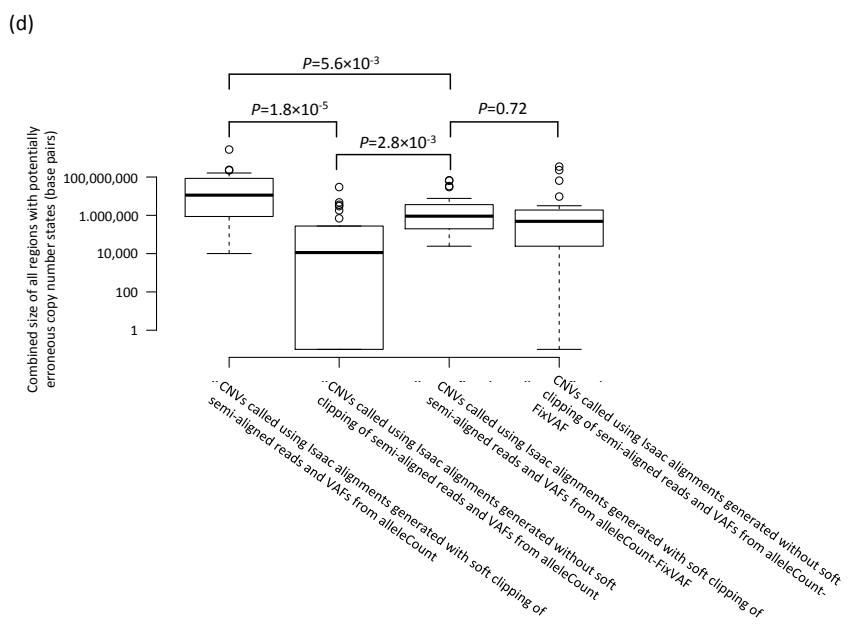 (d)
P=5.6×10-3
P=1.8×10-5
P=0.72
P=2.8×10-3
Combined size of all regions with potentially
erroneous copy number states (base pairs)
100,000,000
1.000,000
10,000
100
1
CNVs called using Isaac alignments generated with soft clipping of
semi-aligned reads and VAFs from alleleCount
CNVs called using Isaac alignments generated without soft
clipping of semi-aligned reads and VAFs from alleleCount
CNVs called using Isaac alignments generated with soft clipping of
semi-aligned reads and VAFs from alleleCount-FixVAF
CNVs called using Isaac alignments generated without soft
clipping of semi-aligned reads and VAFs from alleleCount-
FixVAF